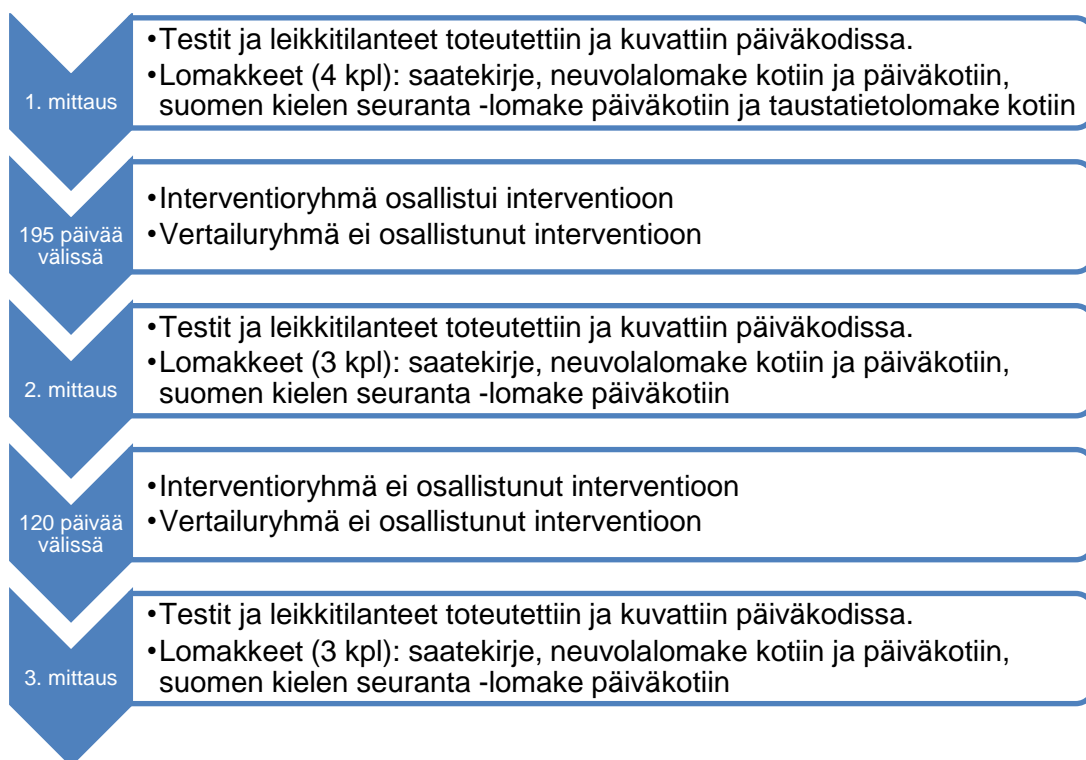 1. mittaus
•Testit ja leikkitilanteet toteutettiin ja kuvattiin päiväkodissa.
•Lomakkeet (4 kpl): saatekirje, neuvolalomake kotiin ja päiväkotiin,
suomen kielen seuranta -lomake päiväkotiin ja taustatietolomake kotiin
195 päivää
välissä
•Interventioryhmä osallistui interventioon
•Vertailuryhmä ei osallistunut interventioon
2. mittaus
•Testit ja leikkitilanteet toteutettiin ja kuvattiin päiväkodissa.
•Lomakkeet (3 kpl): saatekirje, neuvolalomake kotiin ja päiväkotiin,
suomen kielen seuranta -lomake päiväkotiin
120 päivää
välissä
•Interventioryhmä ei osallistunut interventioon
•Vertailuryhmä ei osallistunut interventioon
3. mittaus
•Testit ja leikkitilanteet toteutettiin ja kuvattiin päiväkodissa.
•Lomakkeet (3 kpl): saatekirje, neuvolalomake kotiin ja päiväkotiin,
suomen kielen seuranta -lomake päiväkotiin